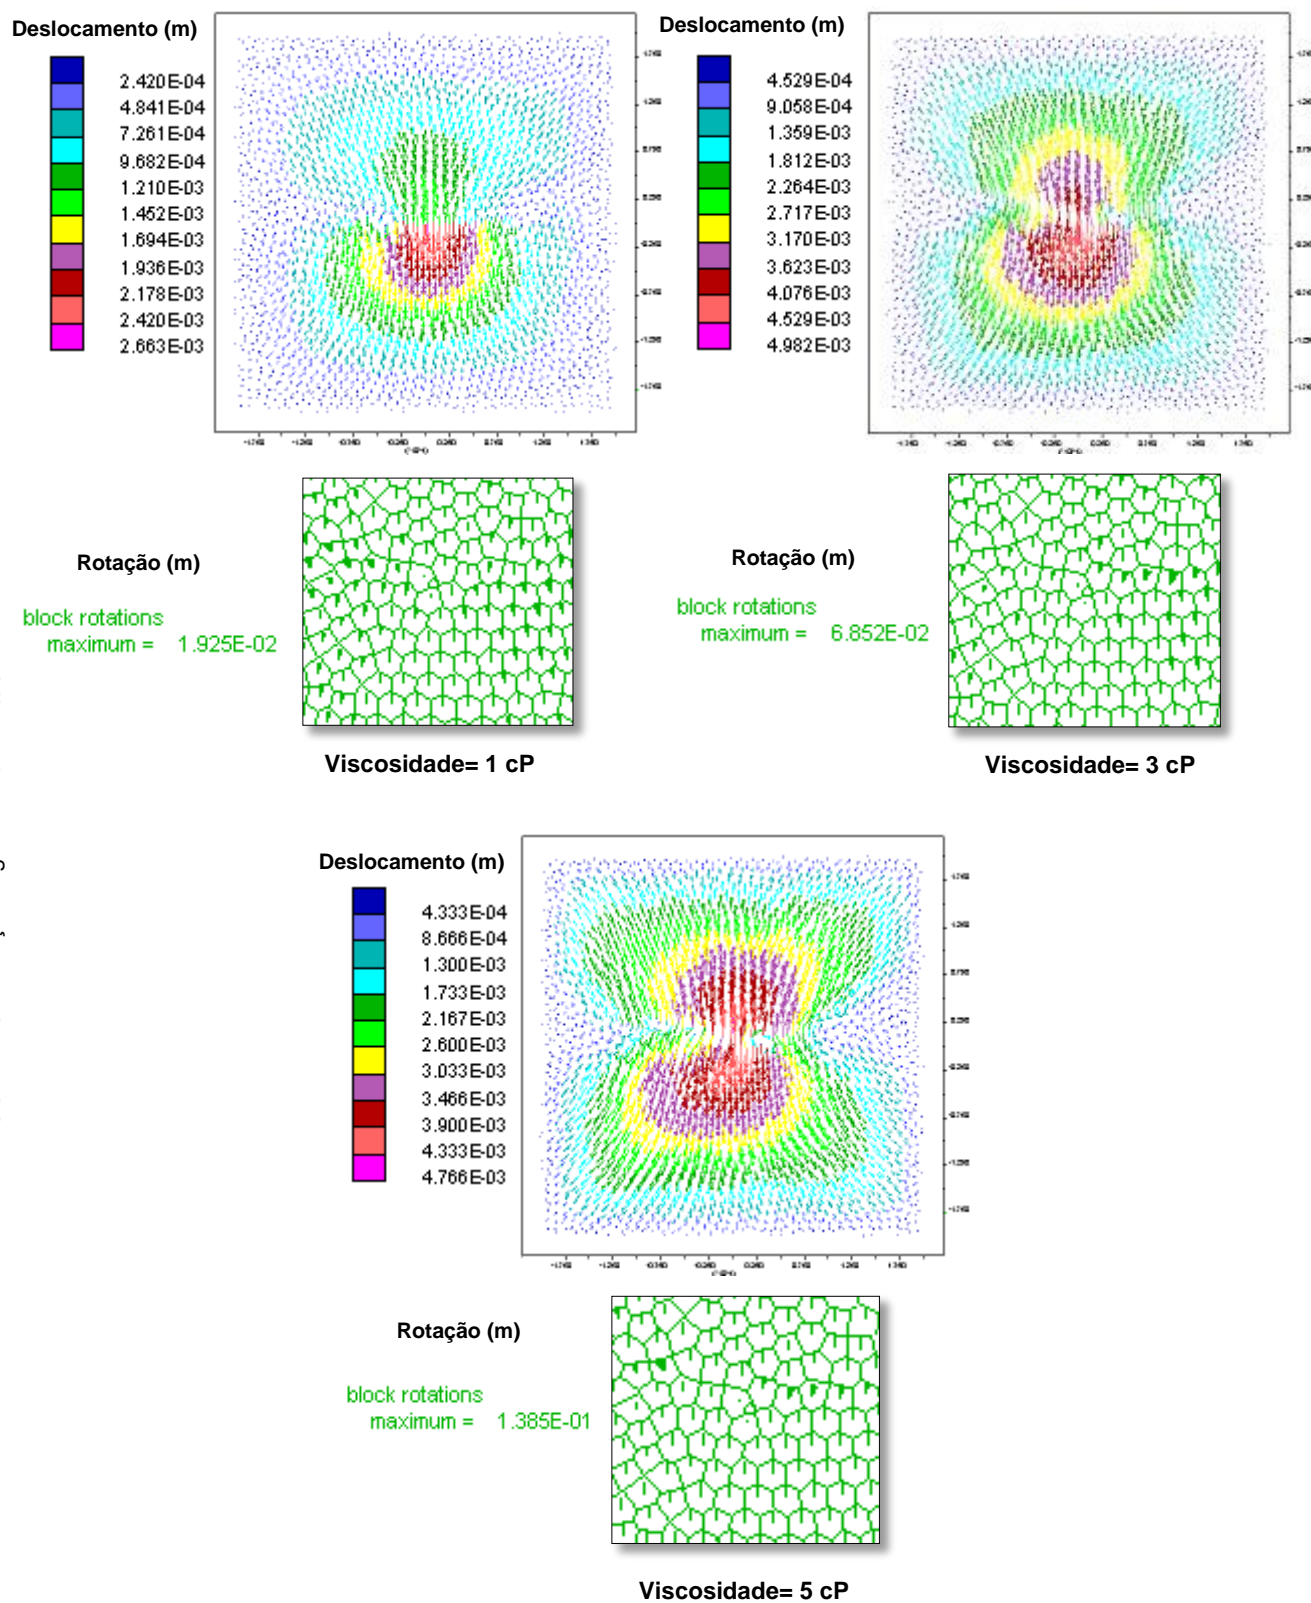 Deslocamento (m)
2.420E-04
4.841E-04
7.261E-04
9.682E-04
1.210E-03
1.452E-03
1.694E-03
1.936E-03
2.178E-03
2.420E-03
2.663E-03
Deslocamento (m)
4.529E-04
9.058E-04
1.359E-03
1.812E-03
2.264E-03
2.717E-03
3.170E-03
3.623E-03
4.076E-03
4.529E-03
4.982E-03
Rotação (m)
block rotations
maximum = 1.925E-02
Viscosidade= 1 cP
Rotação (m)
block rotations
maximum = 6.852E-02
Viscosidade= 3 cP
Deslocamento (m)
4.333E-04
8.666E-04
1.300E-03
1.733E-03
2.167E-03
2.600E-03
3.033E-03
3.466E-03
3.900E-03
4.333E-03
4.766E-03
Rotação (m)
block rotations
maximum = 1.385E-01
Viscosidade= 5 cP